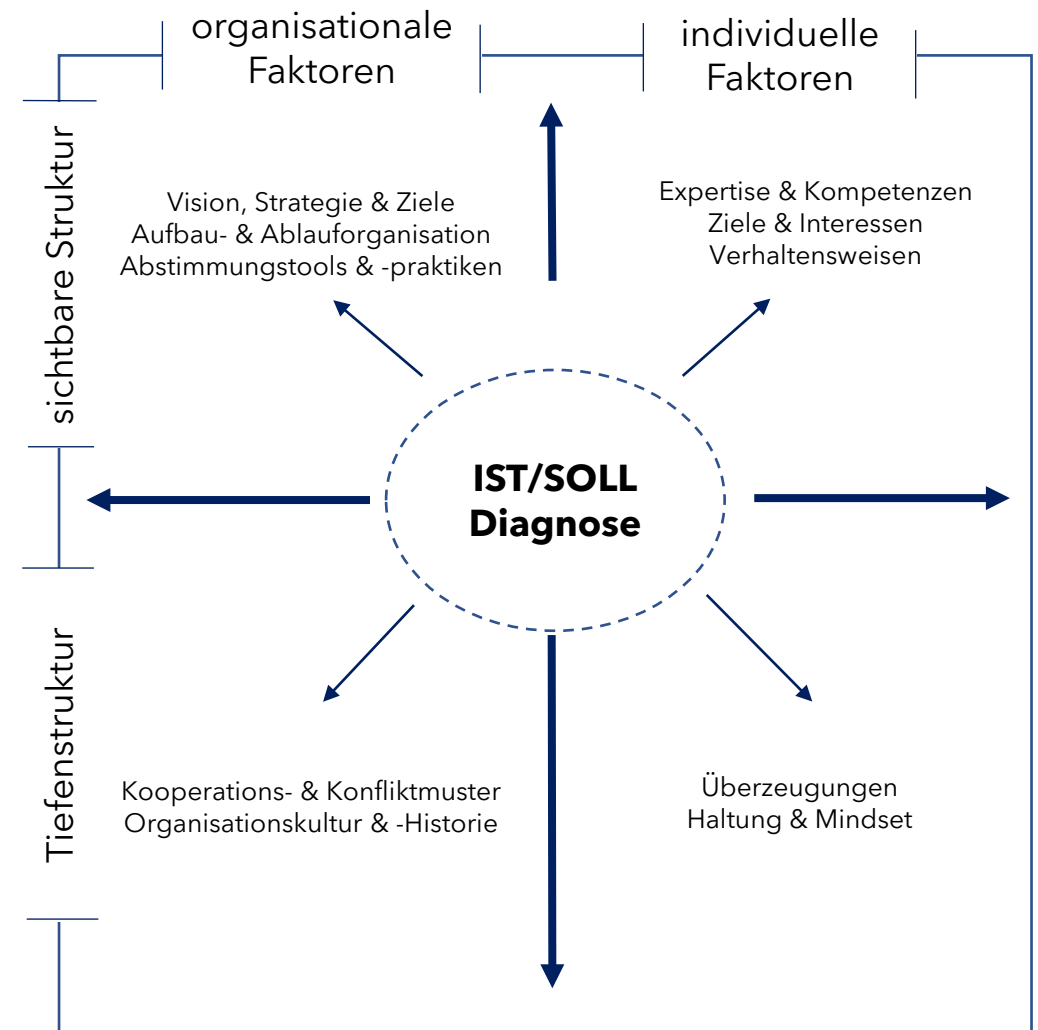 organisationale
Faktoren
individuelle
Faktoren
sichtbare Struktur
Vision, Strategie & Ziele
Aufbau- & Ablauforganisation
Abstimmungstools & -praktiken
Expertise & Kompetenzen
Ziele & Interessen
Verhaltensweisen
IST/SOLL
Diagnose
Tiefenstruktur
Kooperations- & Konfliktmuster
Organisationskultur & -Historie
Überzeugungen
Haltung & Mindset